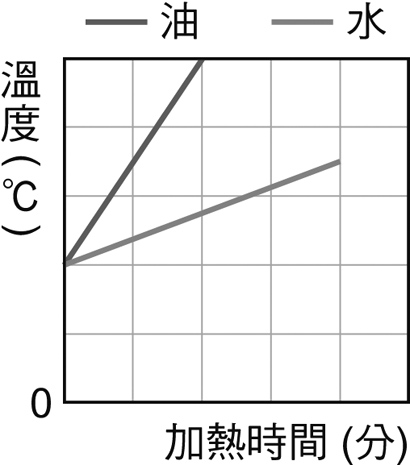 油 水
溫度(℃)
0
加熱時間 (分)